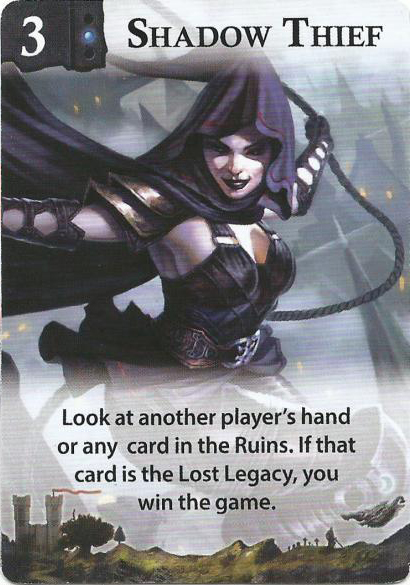 3
SHADOW THIEF
Look at another player's hand
or any card in the Ruins. If that
card is the Lost Legacy, you
win the game.